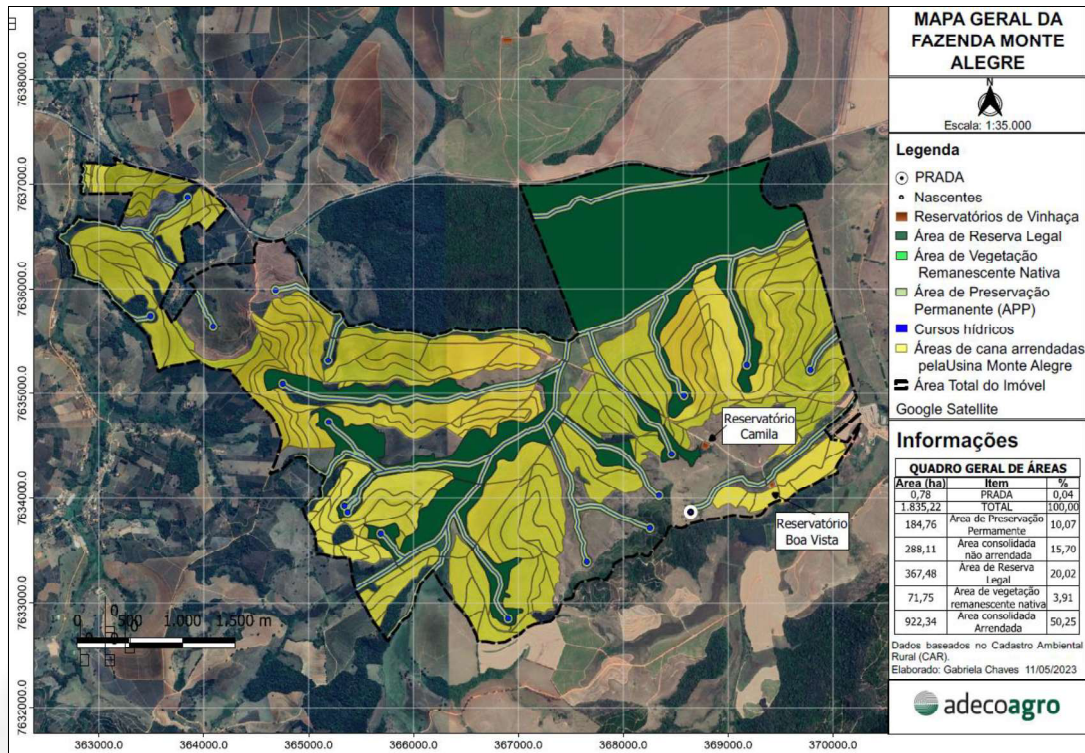 MAPA GERAL DA
FAZENDA MONTE
ALEGRE
N
Escala: 1:35.000
Legenda
PRADA
Nascentes
Reservatórios de Vinhaça
Área de Reserva Legal
Área de Vegetação
Remanescente Nativa
Área de Preservação
Permanente (APP)
Cursos hídricos
Áreas de cana arrendadas
pelaUsina Monte Alegre
Área Total do Imóvel
Google Satellite
Informações
QUADRO GERAL DE ÁREAS
Área (ha) Item %
0,78 PRADA 0,04
1.835,22 TOTAL 100,00
184,76 Área de Preservação Permamente 10,07
288,11 Área consolidada não arrendada 15,70
367,48 Área de Reserva Legal 20,02
71,75 Área de vegetação remanescente nativa 3,91
922,34 Área consolidada Arrendada 50,25
Dados baseados no Cadastro Ambiental
Rural (CAR).
Elaborado: Gabriela Chaves 11/05/2023
adecoagro
Reservatório
Camila
Reservatório
Boa Vista
7638000.0
7637000.0
7636000.0
7635000.0
7634000.0
7633000.0
7632000.0
0 500 1.000 1.500 m
363000.0 364000.0 365000.0 366000.0 367000.0 368000.0 369000.0 370000.0